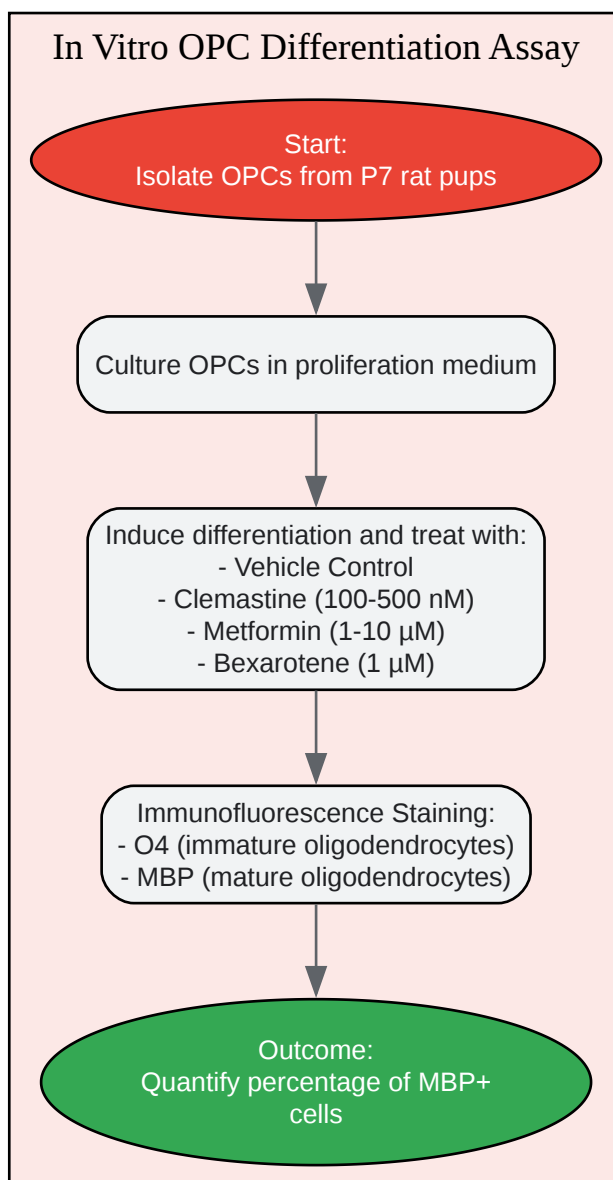 In Vitro OPC Differentiation Assay
Start:
Isolate OPCs from P7 rat pups
Culture OPCs in proliferation medium
Induce differentiation and treat with:
- Vehicle Control
- Clemastine (100-500 nM)
- Metformin (1-10 μM)
- Bexarotene (1 μM)
Immunofluorescence Staining:
- O4 (immature oligodendrocytes)
- MBP (mature oligodendrocytes)
Outcome:
Quantify percentage of MBP+
cells